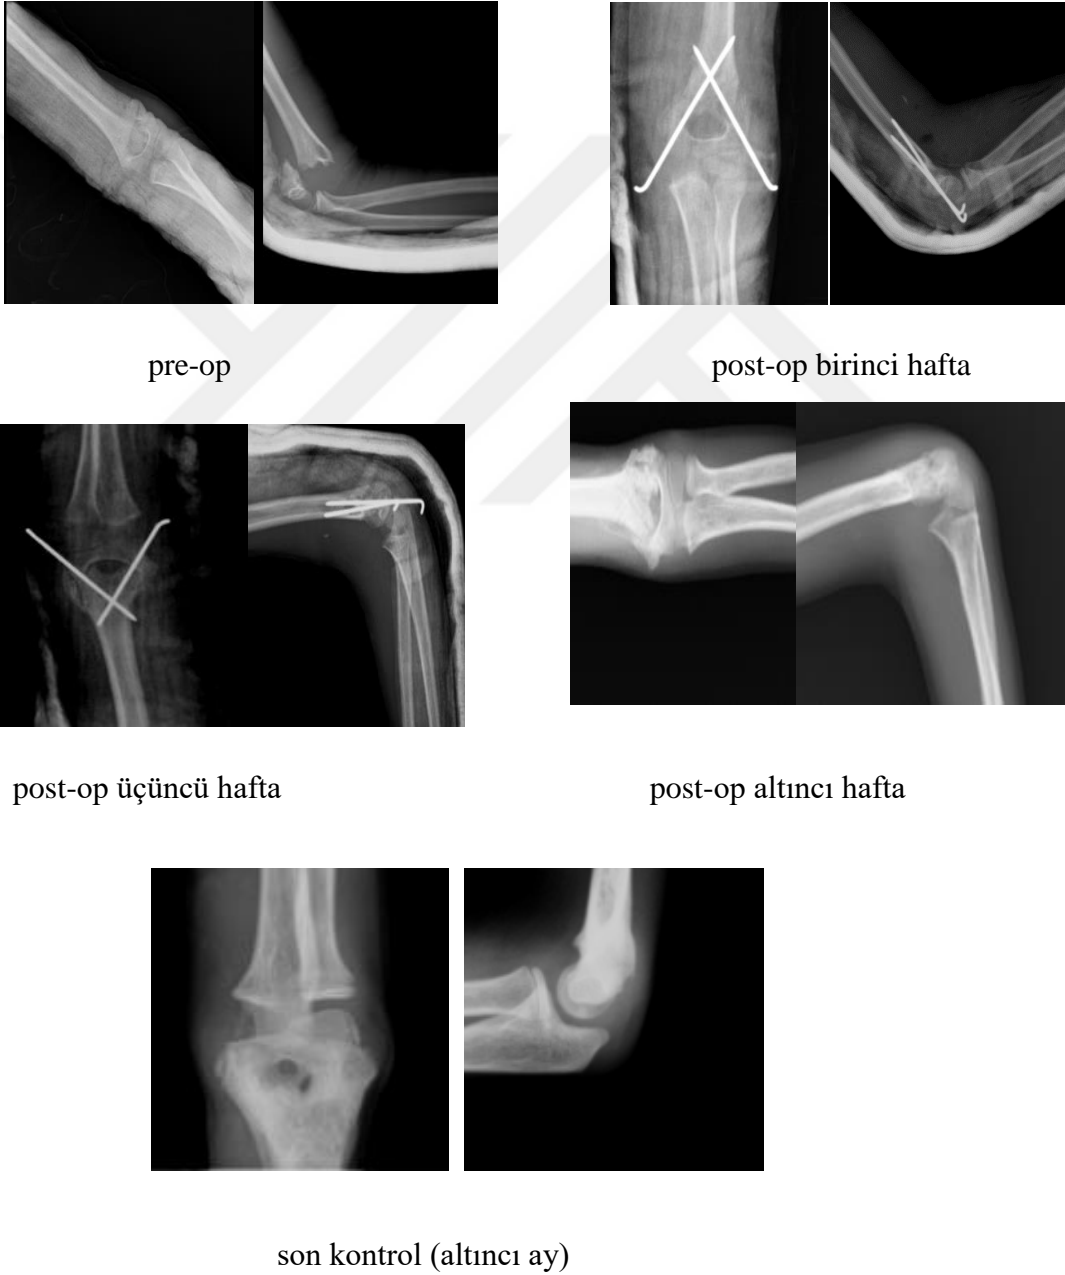 pre-op
post-op birinci hafta
post-op üçüncü hafta
post-op altıncı hafta
son kontrol (altıncı ay)